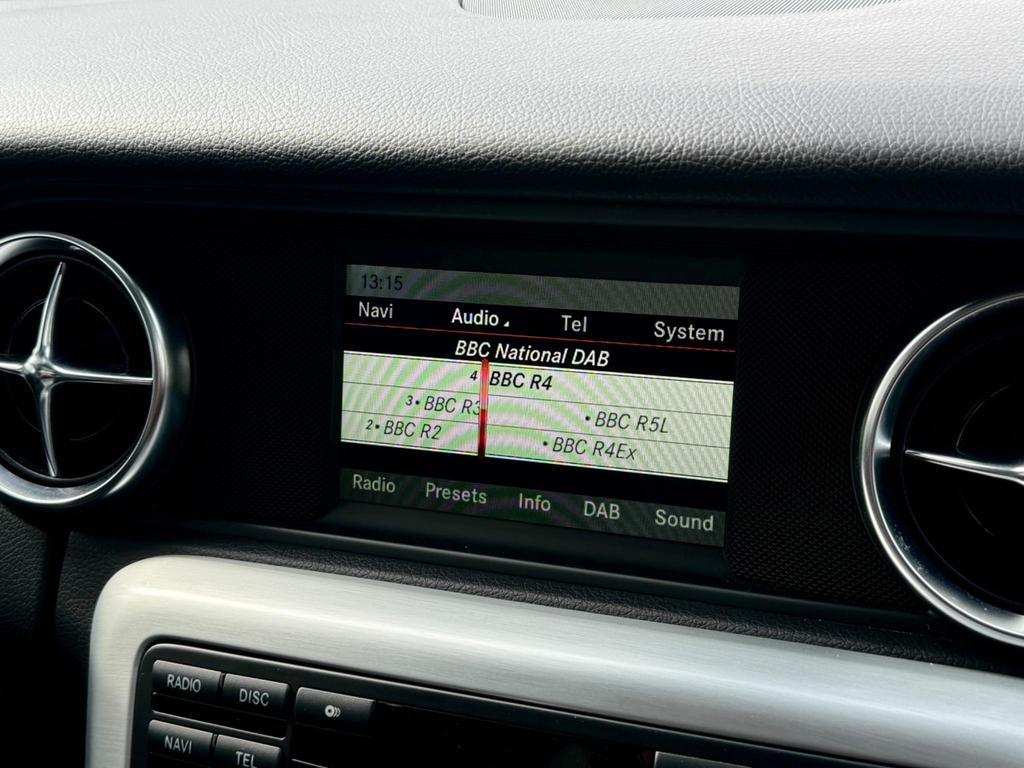 13:15
Navi Audio Tel System
BBC National DAB
4 BBC R4
3• BBC R3 • BBC R5L
2• BBC R2 • BBC R4Ex
Radio Presets Info DAB Sound
RADIO DISC
NAVI TEL